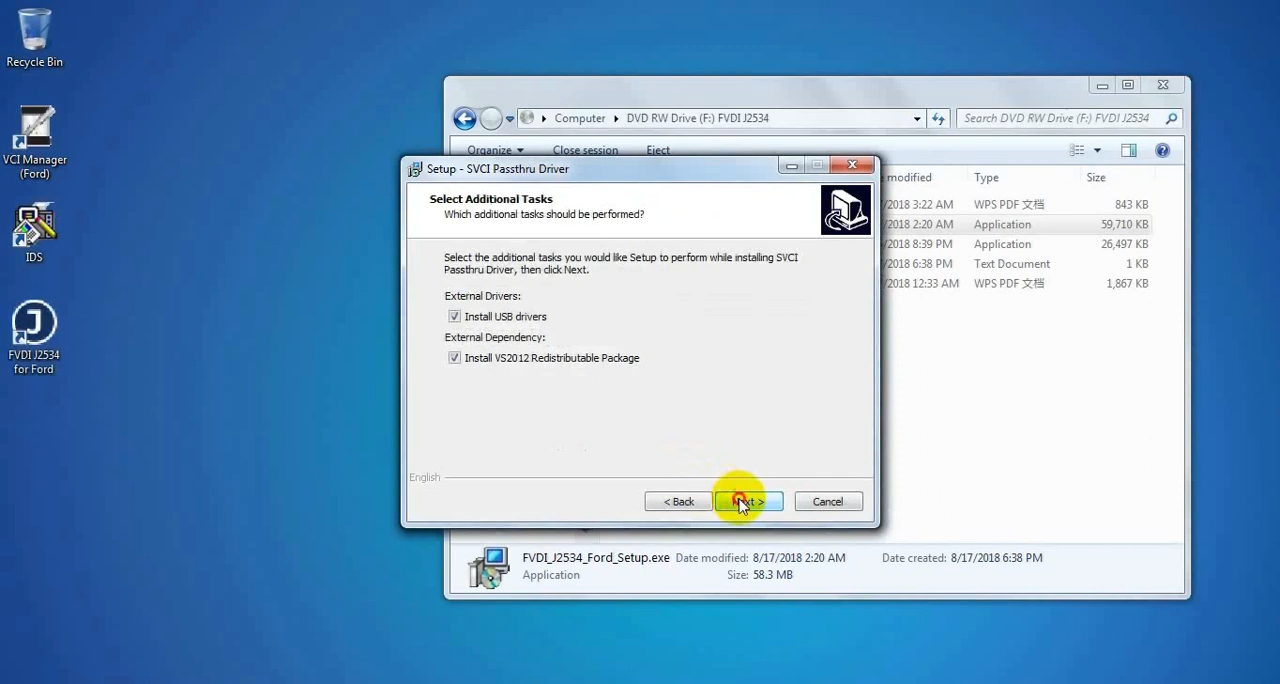 Recycle Bin
VCI Manager
(Ford)
IDS
FVDI J2534
for Ford
Computer
DVD RW Drive (F:) FVDI J2534
Search DVD RW Drive (F:) FVDI J2534
Organize
Close session
Eject
Setup - SVCI Passthru Driver
Select Additional Tasks
Which additional tasks should be performed?
Select the additional tasks you would like Setup to perform while installing SVCI
Passthru Driver, then click Next.
External Drivers:
Install USB drivers
External Dependency:
Install VS2012 Redistributable Package
English
< Back
Cancel
modified Type Size
/2018 3:22 AM WPS PDF 文档 843 KB
/2018 2:20 AM Application 59,710 KB
/2018 8:39 PM Application 26,497 KB
/2018 6:38 PM Text Document 1 KB
/2018 12:33 AM WPS PDF 文档 1,867 KB
FVDI_J2534_Ford_Setup.exe Date modified: 8/17/2018 2:20 AM Date created: 8/17/2018 6:38 PM
Application Size: 58.3 MB